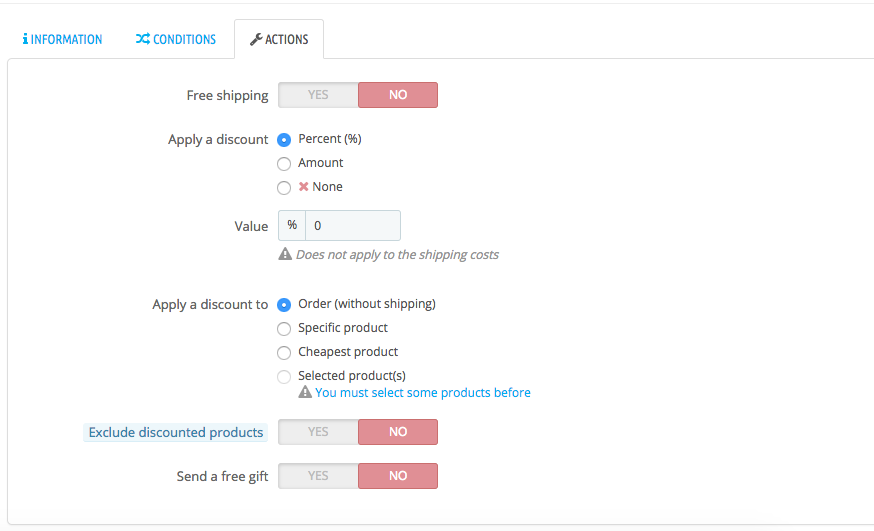 INFORMATION CONDITIONS ACTIONS
Free shipping YES NO
Apply a discount Percent (%)
Amount
None
Value % 0
Does not apply to the shipping costs
Apply a discount to Order (without shipping)
Specific product
Cheapest product
Selected product(s)
You must select some products before
Exclude discounted products YES NO
Send a free gift YES NO